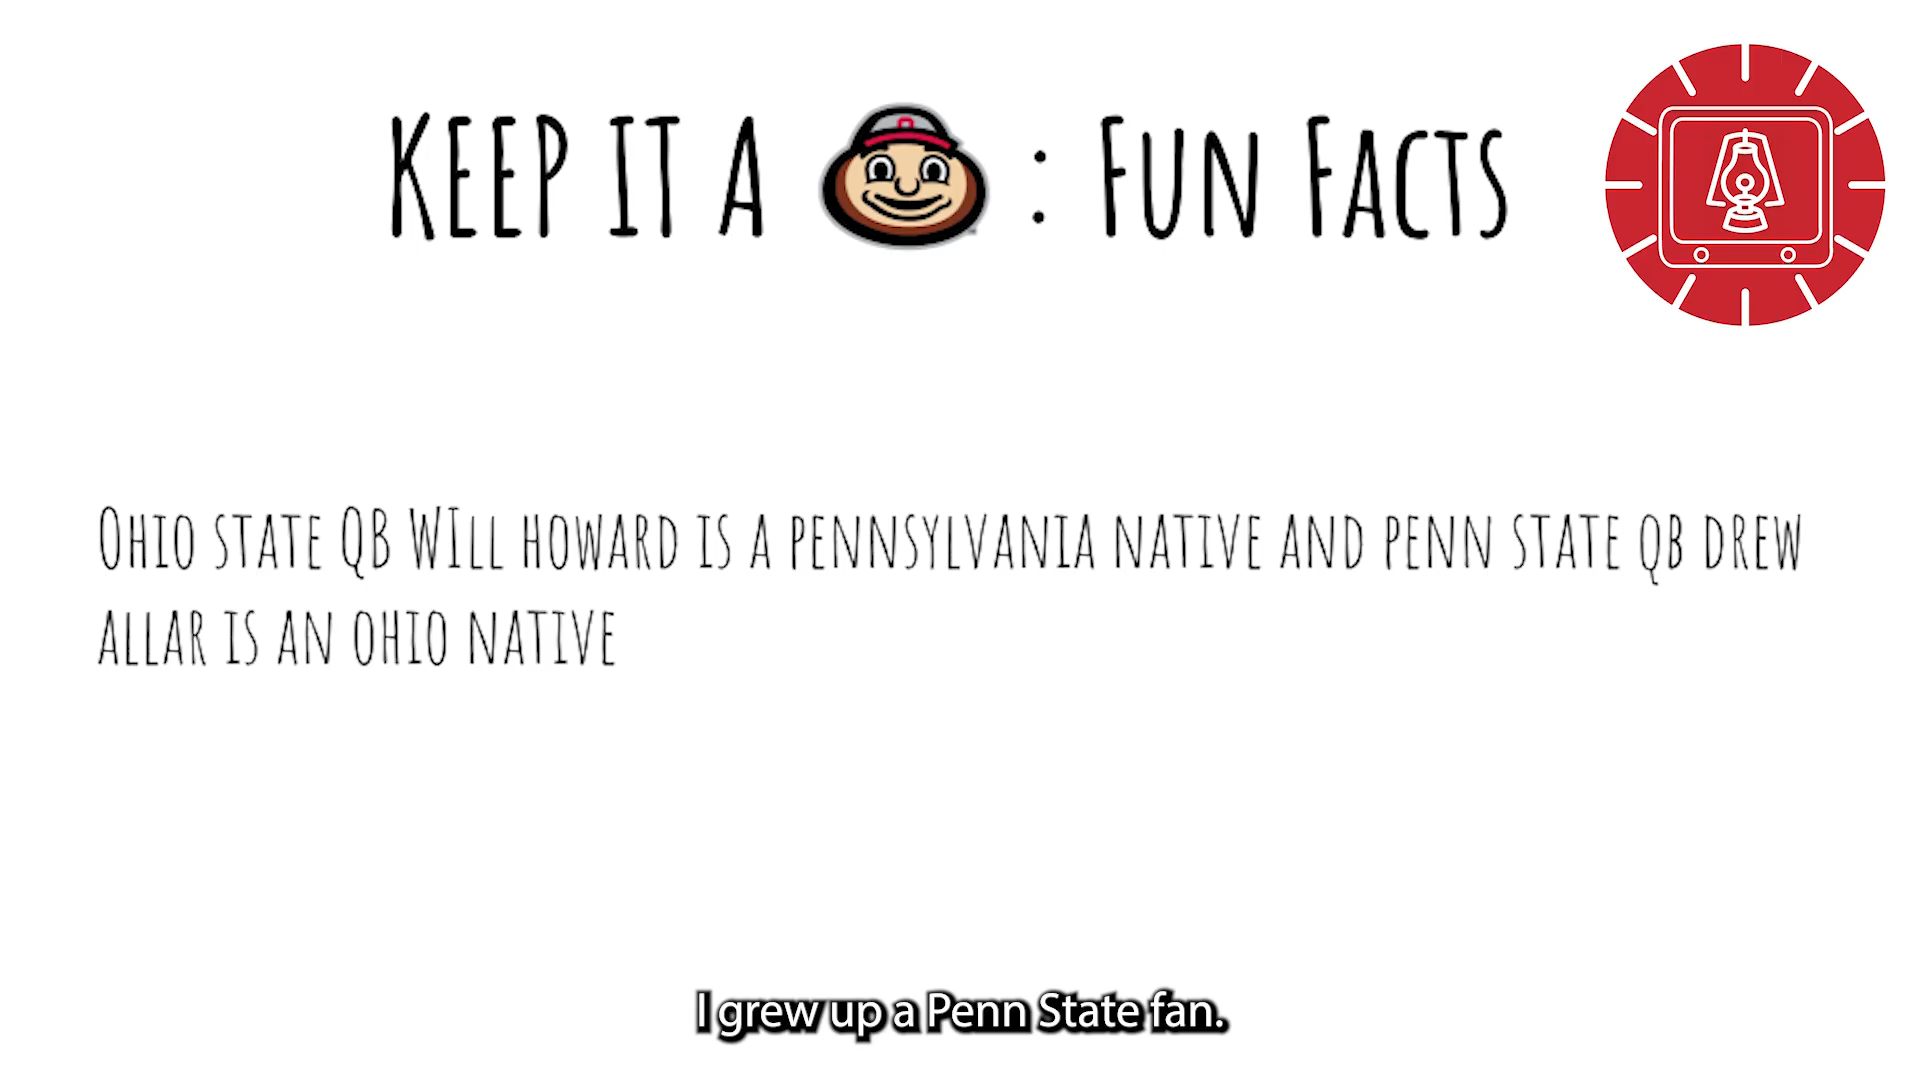 KEEP IT A : FUN FACTS
OHIO STATE QB WILL HOWARD IS A PENNSYLVANIA NATIVE AND PENN STATE QB DREW
ALLAR IS AN OHIO NATIVE
I grew up a Penn State fan.